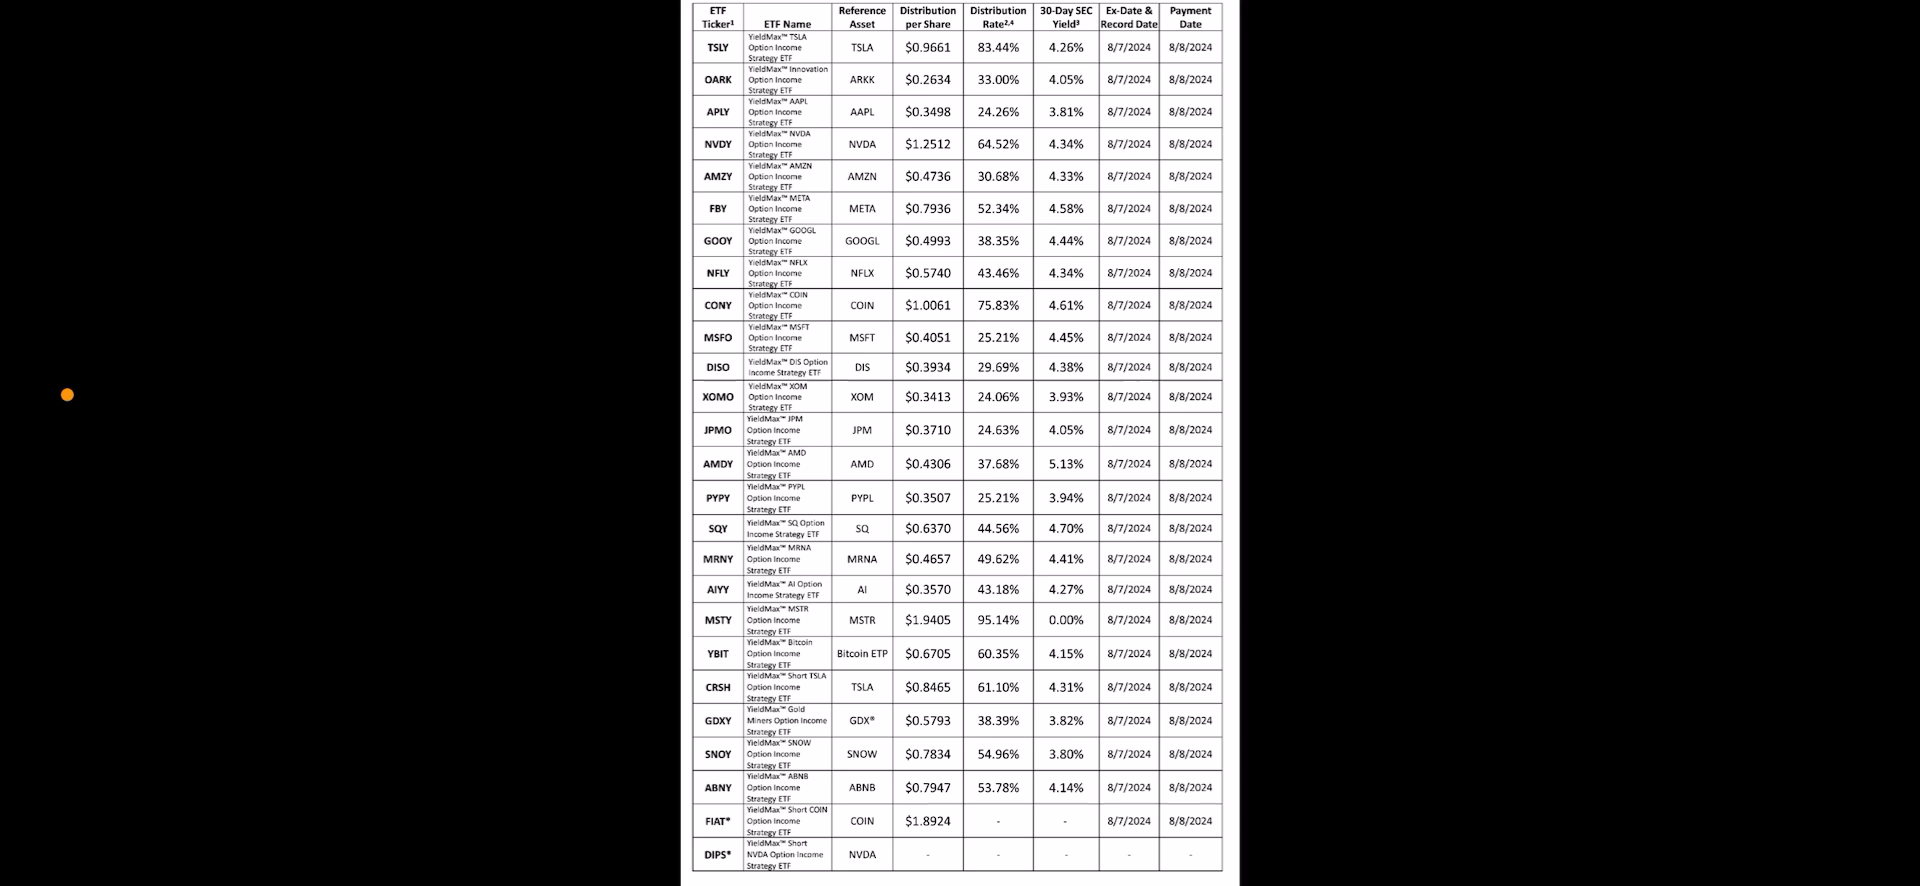 ETF Ticker¹ ETF Name Reference Asset Distribution per Share Distribution Rate²,⁴ 30-Day SEC Yield³ Ex-Date & Record Date Payment Date
TSLY YieldMax™ TSLA Option Income Strategy ETF TSLA $0.9661 83.44% 4.26% 8/7/2024 8/8/2024
OARK YieldMax™ Innovation Option Income Strategy ETF ARKK $0.2634 33.00% 4.05% 8/7/2024 8/8/2024
APLY YieldMax™ AAPL Option Income Strategy ETF AAPL $0.3498 24.26% 3.81% 8/7/2024 8/8/2024
NVDY YieldMax™ NVDA Option Income Strategy ETF NVDA $1.2512 64.52% 4.34% 8/7/2024 8/8/2024
AMZY YieldMax™ AMZN Option Income Strategy ETF AMZN $0.4736 30.68% 4.33% 8/7/2024 8/8/2024
FBY YieldMax™ META Option Income Strategy ETF META $0.7936 52.34% 4.58% 8/7/2024 8/8/2024
GOOY YieldMax™ GOOGL Option Income Strategy ETF GOOGL $0.4993 38.35% 4.44% 8/7/2024 8/8/2024
NFLY YieldMax™ NFLX Option Income Strategy ETF NFLX $0.5740 43.46% 4.34% 8/7/2024 8/8/2024
CONY YieldMax™ COIN Option Income Strategy ETF COIN $1.0061 75.83% 4.61% 8/7/2024 8/8/2024
MSFO YieldMax™ MSFT Option Income Strategy ETF MSFT $0.4051 25.21% 4.45% 8/7/2024 8/8/2024
DISO YieldMax™ DIS Option Income Strategy ETF DIS $0.3934 29.69% 4.38% 8/7/2024 8/8/2024
XOMO YieldMax™ XOM Option Income Strategy ETF XOM $0.3413 24.06% 3.93% 8/7/2024 8/8/2024
JPMO YieldMax™ JPM Option Income Strategy ETF JPM $0.3710 24.63% 4.05% 8/7/2024 8/8/2024
AMDY YieldMax™ AMD Option Income Strategy ETF AMD $0.4306 37.68% 5.13% 8/7/2024 8/8/2024
PYPY YieldMax™ PYPL Option Income Strategy ETF PYPL $0.3507 25.21% 3.94% 8/7/2024 8/8/2024
SQY YieldMax™ SQ Option Income Strategy ETF SQ $0.6370 44.56% 4.70% 8/7/2024 8/8/2024
MRNY YieldMax™ MRNA Option Income Strategy ETF MRNA $0.4657 49.62% 4.41% 8/7/2024 8/8/2024
AIYY YieldMax™ AI Option Income Strategy ETF AI $0.3570 43.18% 4.27% 8/7/2024 8/8/2024
MSTY YieldMax™ MSTR Option Income Strategy ETF MSTR $1.9405 95.14% 0.00% 8/7/2024 8/8/2024
YBIT YieldMax™ Bitcoin Option Income Strategy ETF Bitcoin ETP $0.6705 60.35% 4.15% 8/7/2024 8/8/2024
CRSH YieldMax™ Short TSLA Option Income Strategy ETF TSLA $0.8465 61.10% 4.31% 8/7/2024 8/8/2024
GDXY YieldMax™ Gold Miners Option Income Strategy ETF GDX® $0.5793 38.39% 3.82% 8/7/2024 8/8/2024
SNOY YieldMax™ SNOW Option Income Strategy ETF SNOW $0.7834 54.96% 3.80% 8/7/2024 8/8/2024
ABNY YieldMax™ ABNB Option Income Strategy ETF ABNB $0.7947 53.78% 4.14% 8/7/2024 8/8/2024
FIAT* YieldMax™ Short COIN Option Income Strategy ETF COIN $1.8924 - - 8/7/2024 8/8/2024
DIPS* YieldMax™ Short NVDA Option Income Strategy ETF NVDA - - - - -